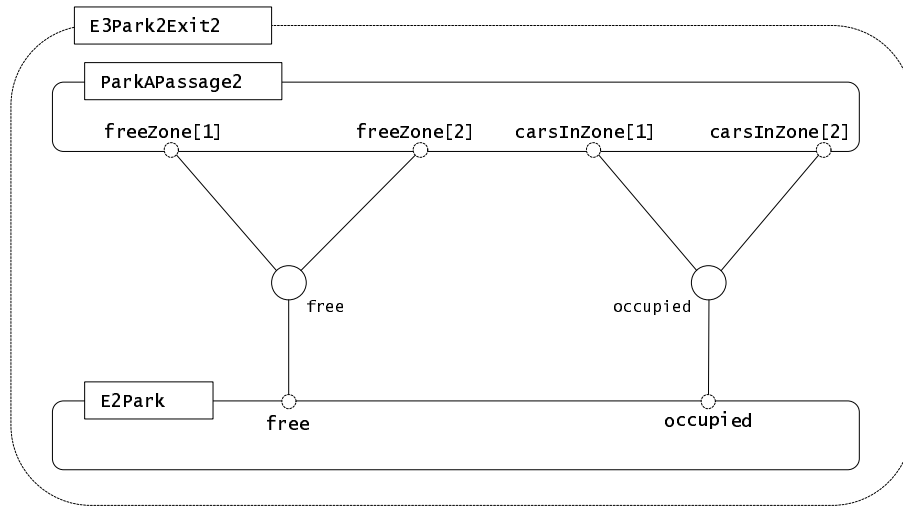 E3Park2Exit2
ParkAPassage2
freeZone[1] freeZone[2] carsInZone[1] carsInZone[2]
free occupied
E2Park
free occupied